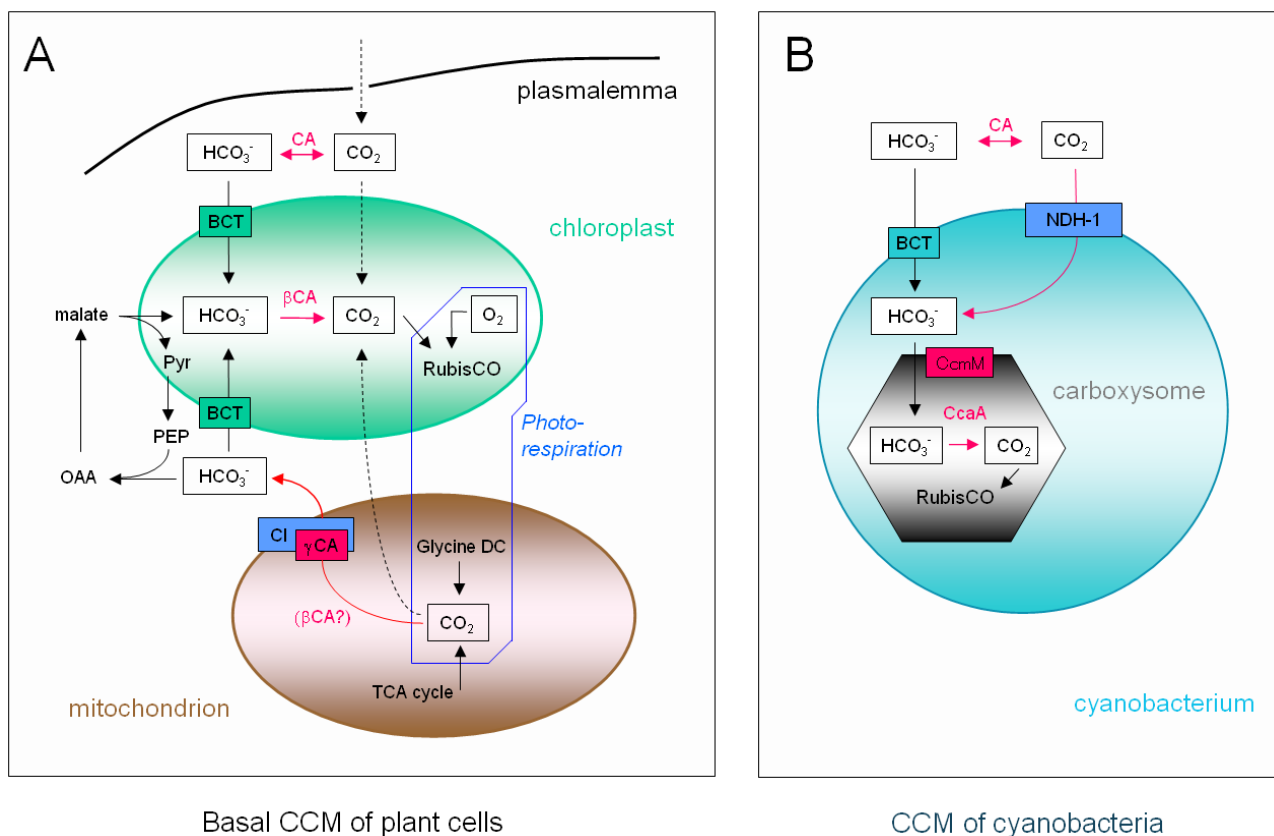 A
plasmalemma
HCO₃⁻
CA
CO₂
BCT
chloroplast
malate
HCO₃⁻
βCA
CO₂
O₂
Pyr
RubisCO
BCT
PEP
Photo-
respiration
OAA
HCO₃⁻
CI
γCA
Glycine DC
(βCA?)
CO₂
TCA cycle
mitochondrion
Basal CCM of plant cells
B
HCO₃⁻
CA
CO₂
NDH-1
BCT
HCO₃⁻
CcmM
carboxysome
CcaA
HCO₃⁻
CO₂
RubisCO
cyanobacterium
CCM of cyanobacteria